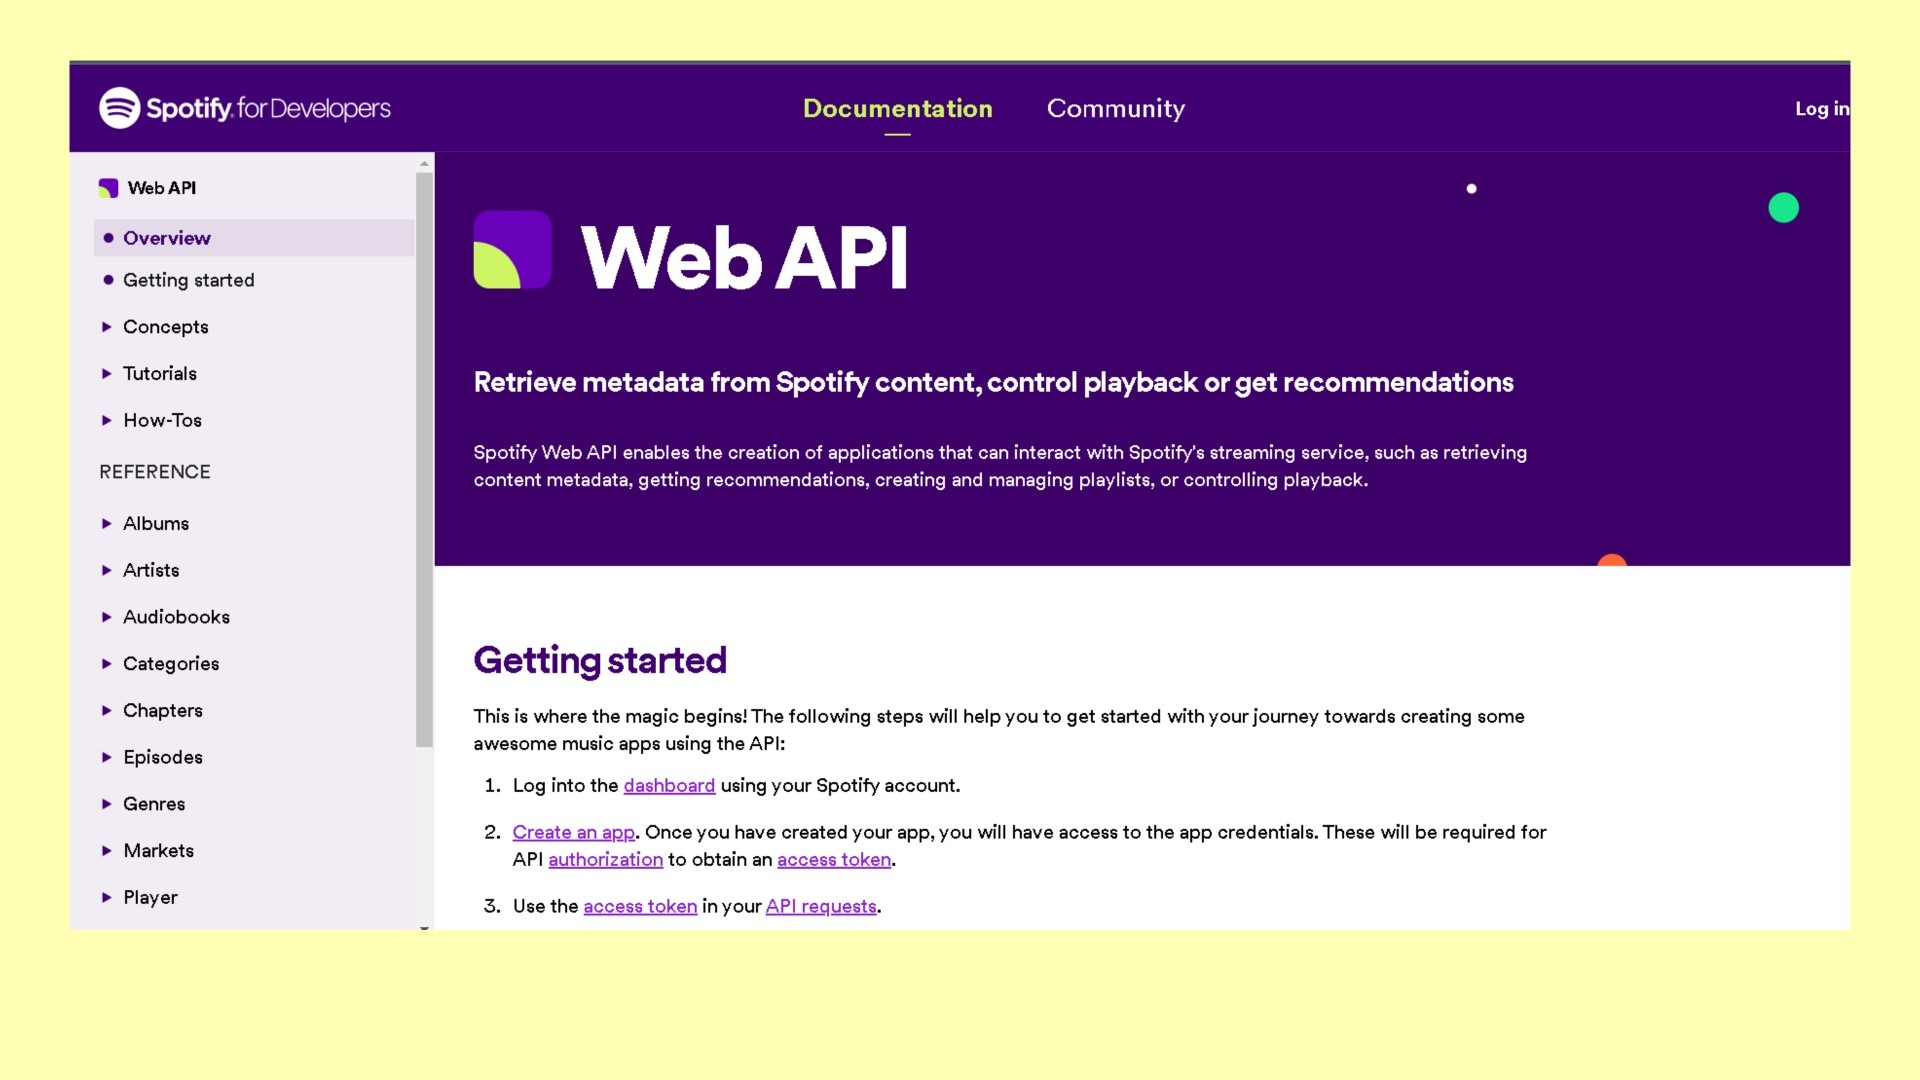 Spotify for Developers
Documentation
Community
Log in
Web API
Overview
Getting started
Concepts
Tutorials
How-Tos
REFERENCE
Albums
Artists
Audiobooks
Categories
Chapters
Episodes
Genres
Markets
Player
Web API
Retrieve metadata from Spotify content, control playback or get recommendations
Spotify Web API enables the creation of applications that can interact with Spotify's streaming service, such as retrieving
content metadata, getting recommendations, creating and managing playlists, or controlling playback.
Getting started
This is where the magic begins! The following steps will help you to get started with your journey towards creating some
awesome music apps using the API:
1. Log into the dashboard using your Spotify account.
2. Create an app. Once you have created your app, you will have access to the app credentials. These will be required for
API authorization to obtain an access token.
3. Use the access token in your API requests.